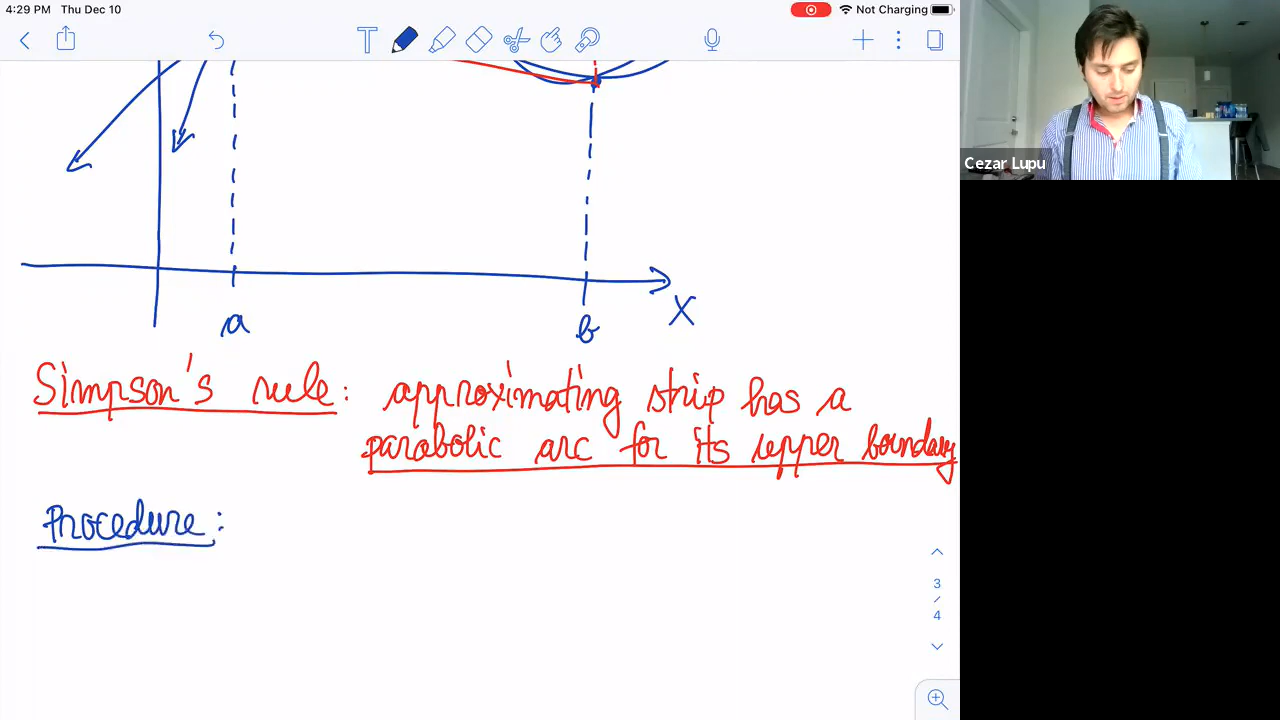 4:29 PM Thu Dec 10
Not Charging
T
Cezar Lupu
a
b
X
Simpson's rule: approximating strip has a
parabolic arc for its upper boundary
Procedure:
3
/
4